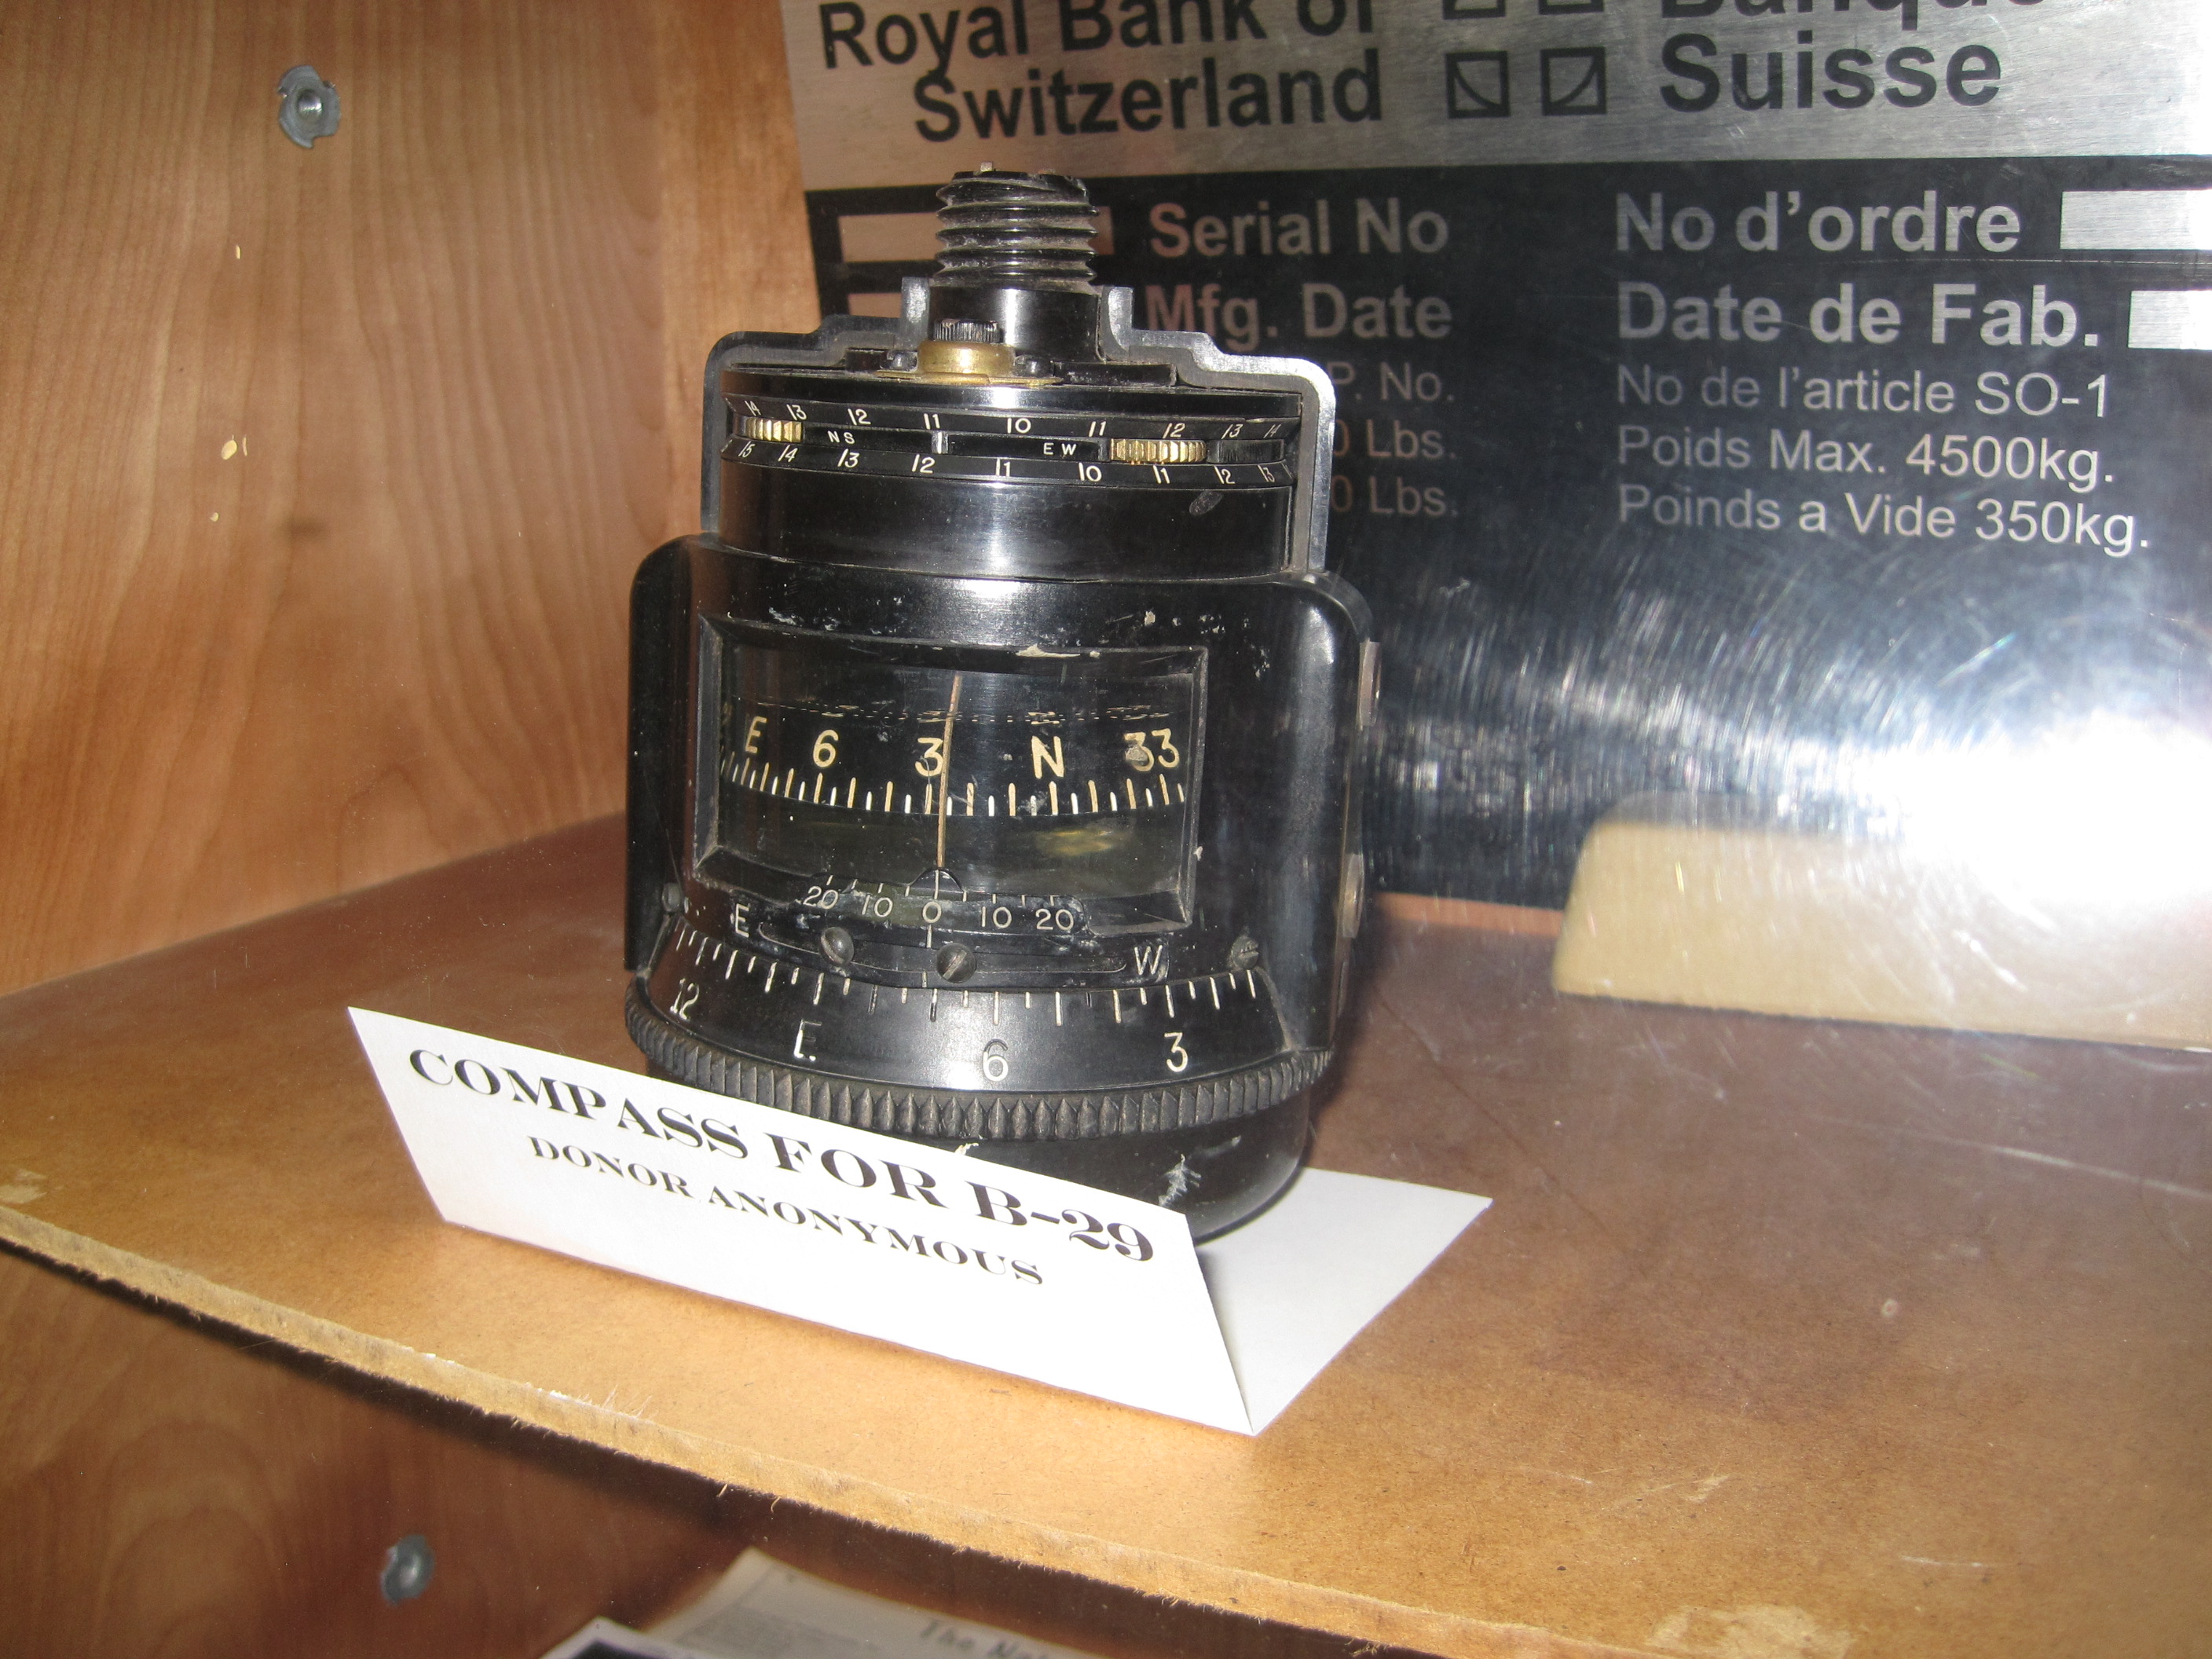 Royal Bank of
Switzerland
Suisse
Serial No
No d'ordre
Mfg. Date
Date de Fab.
P. No.
No de l'article SO-1
0 Lbs.
Poids Max. 4500kg.
0 Lbs.
Poinds a Vide 350kg.
14 13 12 11 10 11 12 13 14
NS EW
15 14 13 12 11 10 11 12 13
E 6 3 N 33
20 10 0 10 20
E W
12 E 6 3
COMPASS FOR B-29
DONOR ANONYMOUS
The